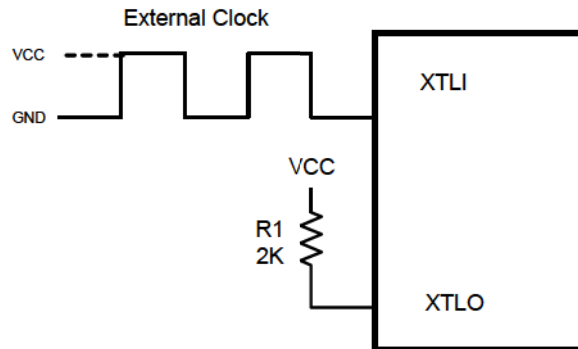 External Clock
VCC
XTLI
GND
VCC
R1
2K
XTLO